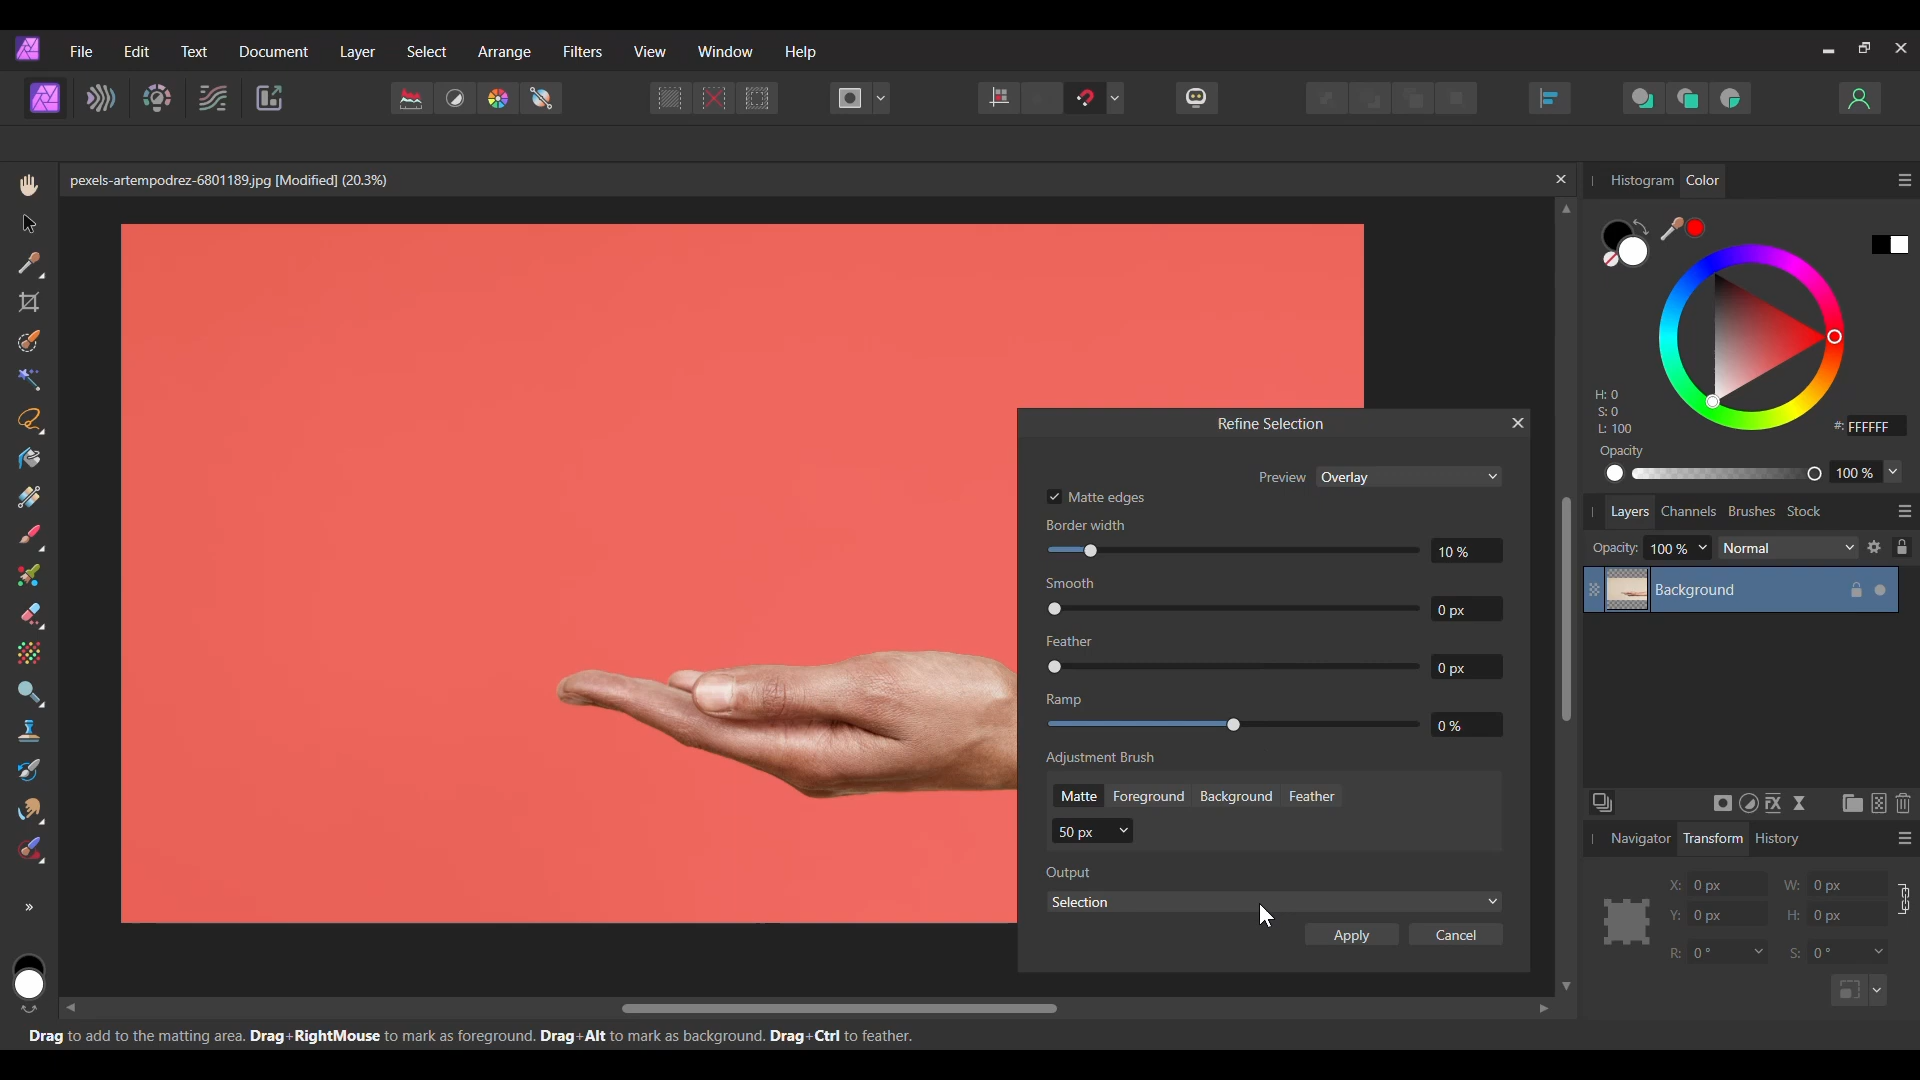 File Edit Text Document Layer Select Arrange Filters View Window Help
pexels-artempodrez-6801189.jpg [Modified] (20.3%)
Histogram Color
H: 0
S: 0
L: 100
#: FFFFFF
Opacity
100 %
Refine Selection
Preview Overlay
Matte edges
Border width
10 %
Smooth
0 px
Feather
0 px
Ramp
0 %
Adjustment Brush
Matte Foreground Background Feather
50 px
Output
Selection
Apply Cancel
Layers Channels Brushes Stock
Opacity: 100 % Normal
Background
Navigator Transform History
X: 0 px W: 0 px
Y: 0 px H: 0 px
R: 0 ° S: 0 °
Drag to add to the matting area. Drag+RightMouse to mark as foreground. Drag+Alt to mark as background. Drag+Ctrl to feather.